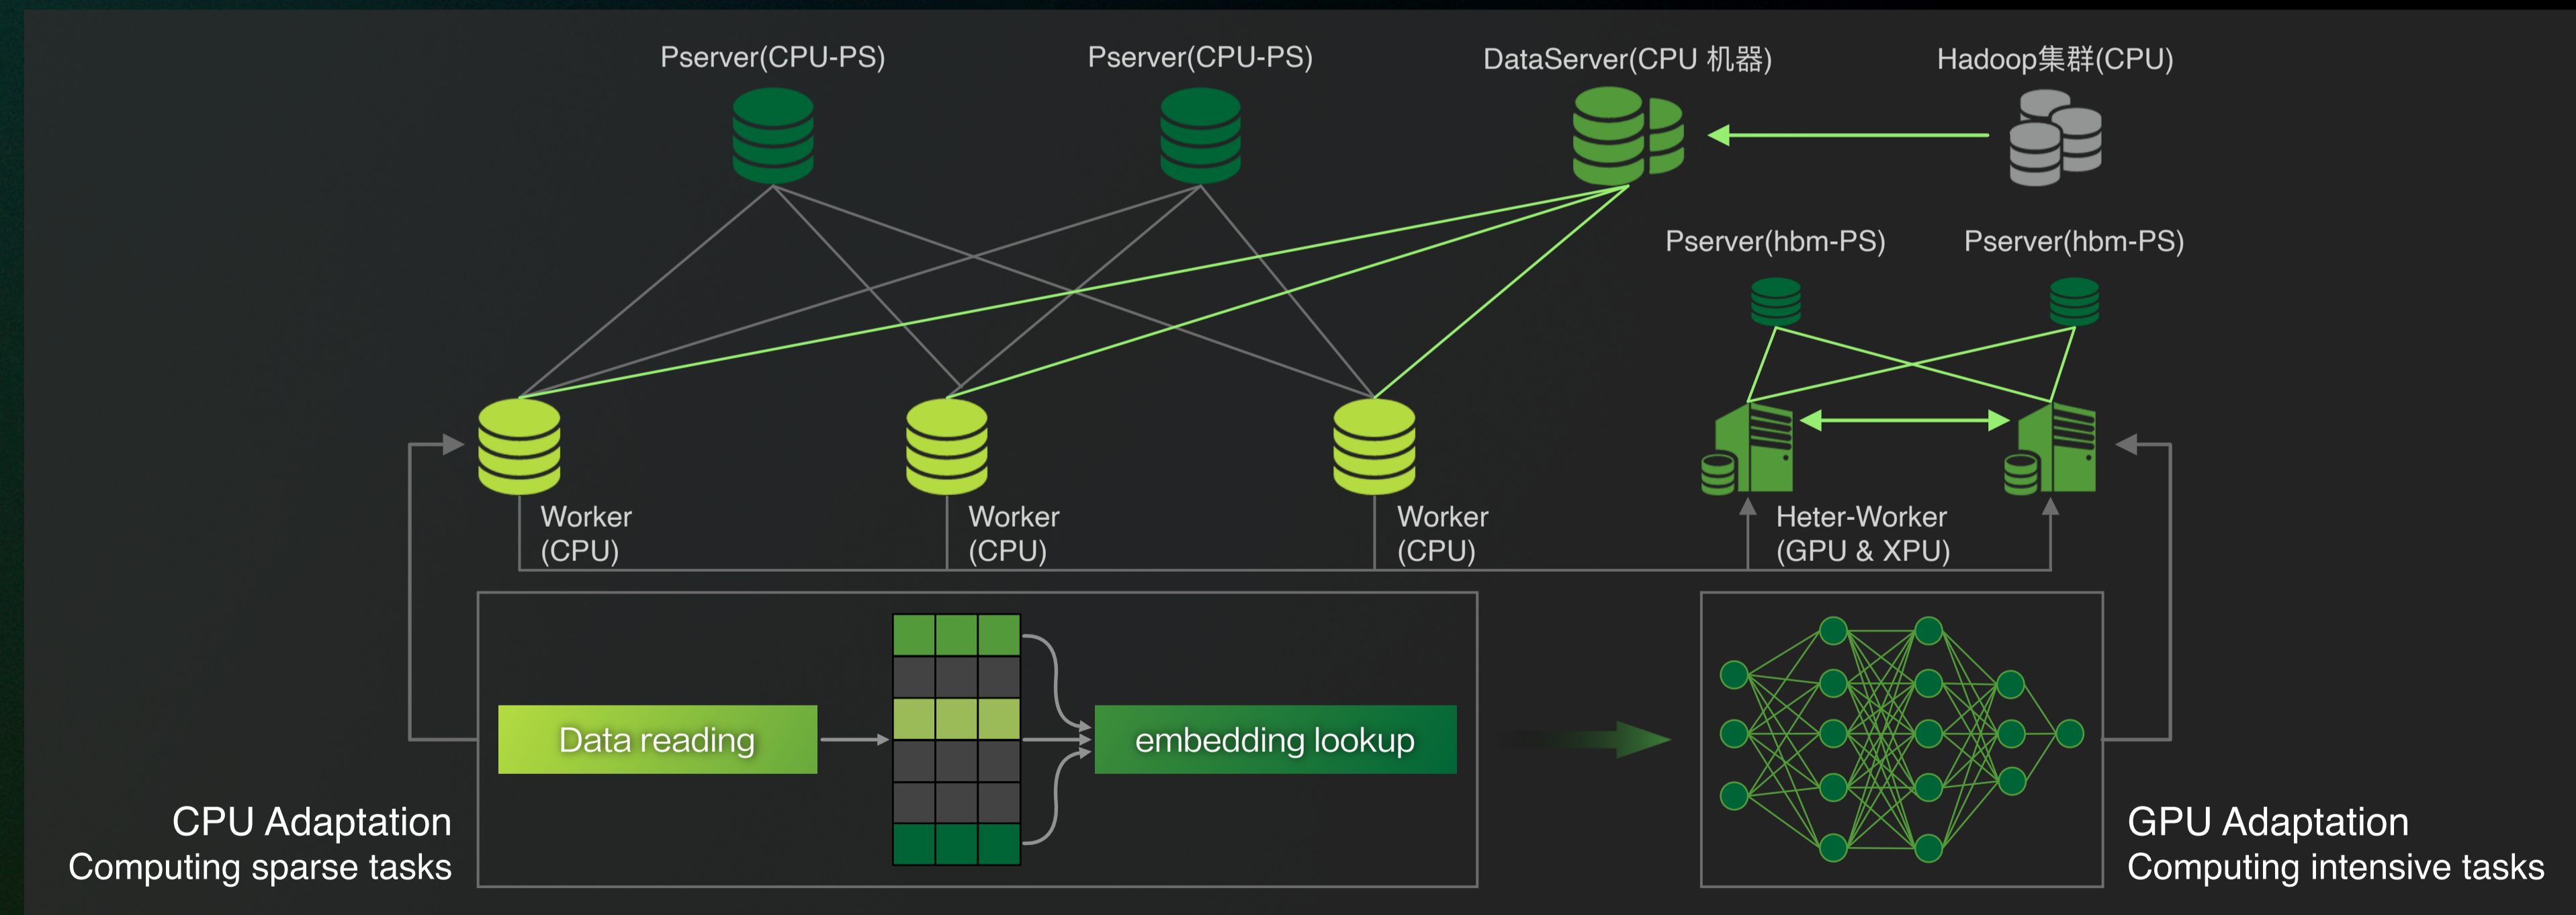 Pserver(CPU-PS)
Pserver(CPU-PS)
DataServer(CPU 机器)
Hadoop集群(CPU)
Pserver(hbm-PS)
Pserver(hbm-PS)
Worker
(CPU)
Worker
(CPU)
Worker
(CPU)
Heter-Worker
(GPU & XPU)
Data reading
embedding lookup
CPU Adaptation
Computing sparse tasks
GPU Adaptation
Computing intensive tasks